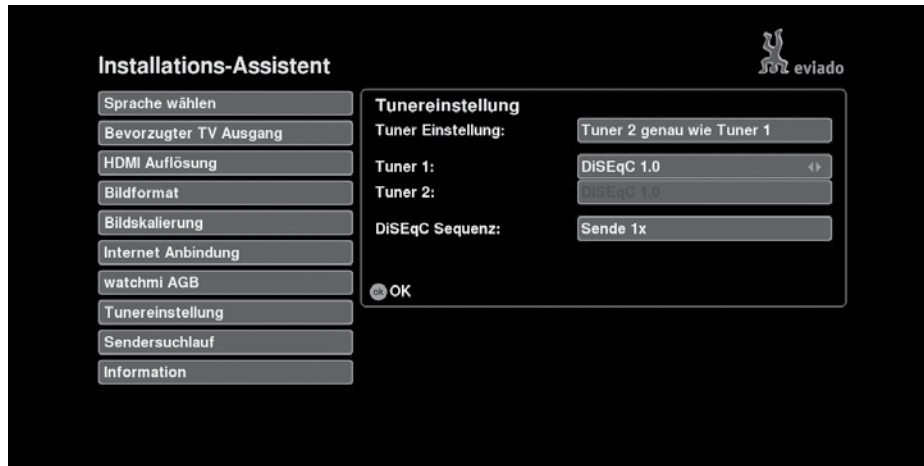 eviado
Installations-Assistent
Sprache wählen
Bevorzugter TV Ausgang
HDMI Auflösung
Bildformat
Bildskalierung
Internet Anbindung
watchmi AGB
Tunereinstellung
Sendersuchlauf
Information
Tunereinstellung
Tuner Einstellung: Tuner 2 genau wie Tuner 1
Tuner 1: DiSEqC 1.0
Tuner 2: DiSEqC 1.0
DiSEqC Sequenz: Sende 1x
ok OK